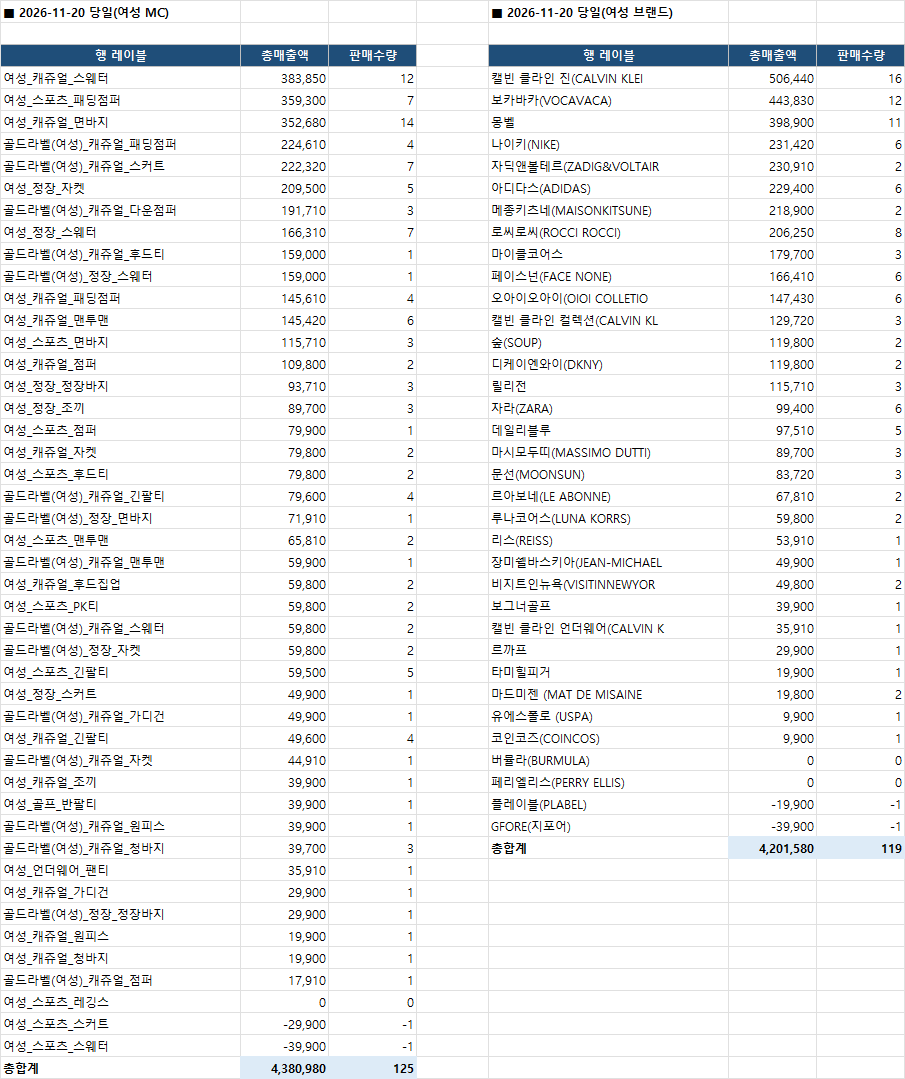 ■ 2026-11-20 당일(여성 MC)
행 레이블 총매출액 판매수량
여성_캐쥬얼_스웨터 383,850 12
여성_스포츠_패딩점퍼 359,300 7
여성_캐쥬얼_면바지 352,680 14
골드라벨(여성)_캐쥬얼_패딩점퍼 224,610 4
골드라벨(여성)_캐쥬얼_스커트 222,320 7
여성_정장_자켓 209,500 5
골드라벨(여성)_캐쥬얼_다운점퍼 191,710 3
여성_정장_스웨터 166,310 7
골드라벨(여성)_캐쥬얼_후드티 159,000 1
골드라벨(여성)_정장_스웨터 159,000 1
여성_캐쥬얼_패딩점퍼 145,610 4
여성_캐쥬얼_맨투맨 145,420 6
여성_스포츠_면바지 115,710 3
여성_캐쥬얼_점퍼 109,800 2
여성_정장_정장바지 93,710 3
여성_정장_조끼 89,700 3
여성_스포츠_점퍼 79,900 1
여성_캐쥬얼_자켓 79,800 2
여성_스포츠_후드티 79,800 2
골드라벨(여성)_캐쥬얼_긴팔티 79,600 4
골드라벨(여성)_정장_면바지 71,910 1
여성_스포츠_맨투맨 65,810 2
골드라벨(여성)_캐쥬얼_맨투맨 59,900 1
여성_캐쥬얼_후드집업 59,800 2
여성_스포츠_PK티 59,800 2
골드라벨(여성)_캐쥬얼_스웨터 59,800 2
골드라벨(여성)_정장_자켓 59,800 2
여성_스포츠_긴팔티 59,500 5
여성_정장_스커트 49,900 1
골드라벨(여성)_캐쥬얼_가디건 49,900 1
여성_캐쥬얼_긴팔티 49,600 4
골드라벨(여성)_캐쥬얼_자켓 44,910 1
여성_캐쥬얼_조끼 39,900 1
여성_골프_반팔티 39,900 1
골드라벨(여성)_캐쥬얼_원피스 39,900 1
골드라벨(여성)_캐쥬얼_청바지 39,700 3
여성_언더웨어_팬티 35,910 1
여성_캐쥬얼_가디건 29,900 1
골드라벨(여성)_정장_정장바지 29,900 1
여성_캐쥬얼_원피스 19,900 1
여성_캐쥬얼_청바지 19,900 1
골드라벨(여성)_캐쥬얼_점퍼 17,910 1
여성_스포츠_레깅스 0 0
여성_스포츠_스커트 -29,900 -1
여성_스포츠_스웨터 -39,900 -1
총합계 4,380,980 125
■ 2026-11-20 당일(여성 브랜드)
행 레이블 총매출액 판매수량
캘빈 클라인 진(CALVIN KLEI 506,440 16
보카바카(VOCAVACA) 443,830 12
몽벨 398,900 11
나이키(NIKE) 231,420 6
쟈딕앤볼테르(ZADIG&VOLTAIR 230,910 2
아디다스(ADIDAS) 229,400 6
메종키츠네(MAISONKITSUNE) 218,900 2
로씨로씨(ROCCI ROCCI) 206,250 8
마이클코어스 179,700 3
페이스넌(FACE NONE) 166,410 6
오아이오아이(OIOI COLLETIO 147,430 6
캘빈 클라인 컬렉션(CALVIN KL 129,720 3
숲(SOUP) 119,800 2
디케이엔와이(DKNY) 119,800 2
릴리전 115,710 3
자라(ZARA) 99,400 6
데일리블루 97,510 5
마시모두띠(MASSIMO DUTTI) 89,700 3
문선(MOONSUN) 83,720 3
르아보네(LE ABONNE) 67,810 2
루나코어스(LUNA KORRS) 59,800 2
리스(REISS) 53,910 1
장미쉘바스키아(JEAN-MICHAEL 49,900 1
비지트인뉴욕(VISITINNEWYOR 49,800 2
보그너골프 39,900 1
캘빈 클라인 언더웨어(CALVIN K 35,910 1
르까프 29,900 1
타미힐피거 19,900 1
마드미젠 (MAT DE MISAINE 19,800 2
유에스폴로 (USPA) 9,900 1
코인코즈(COINCOS) 9,900 1
버뮬라(BURMULA) 0 0
페리엘리스(PERRY ELLIS) 0 0
플레이블(PLABEL) -19,900 -1
GFORE(지포어) -39,900 -1
총합계 4,201,580 119